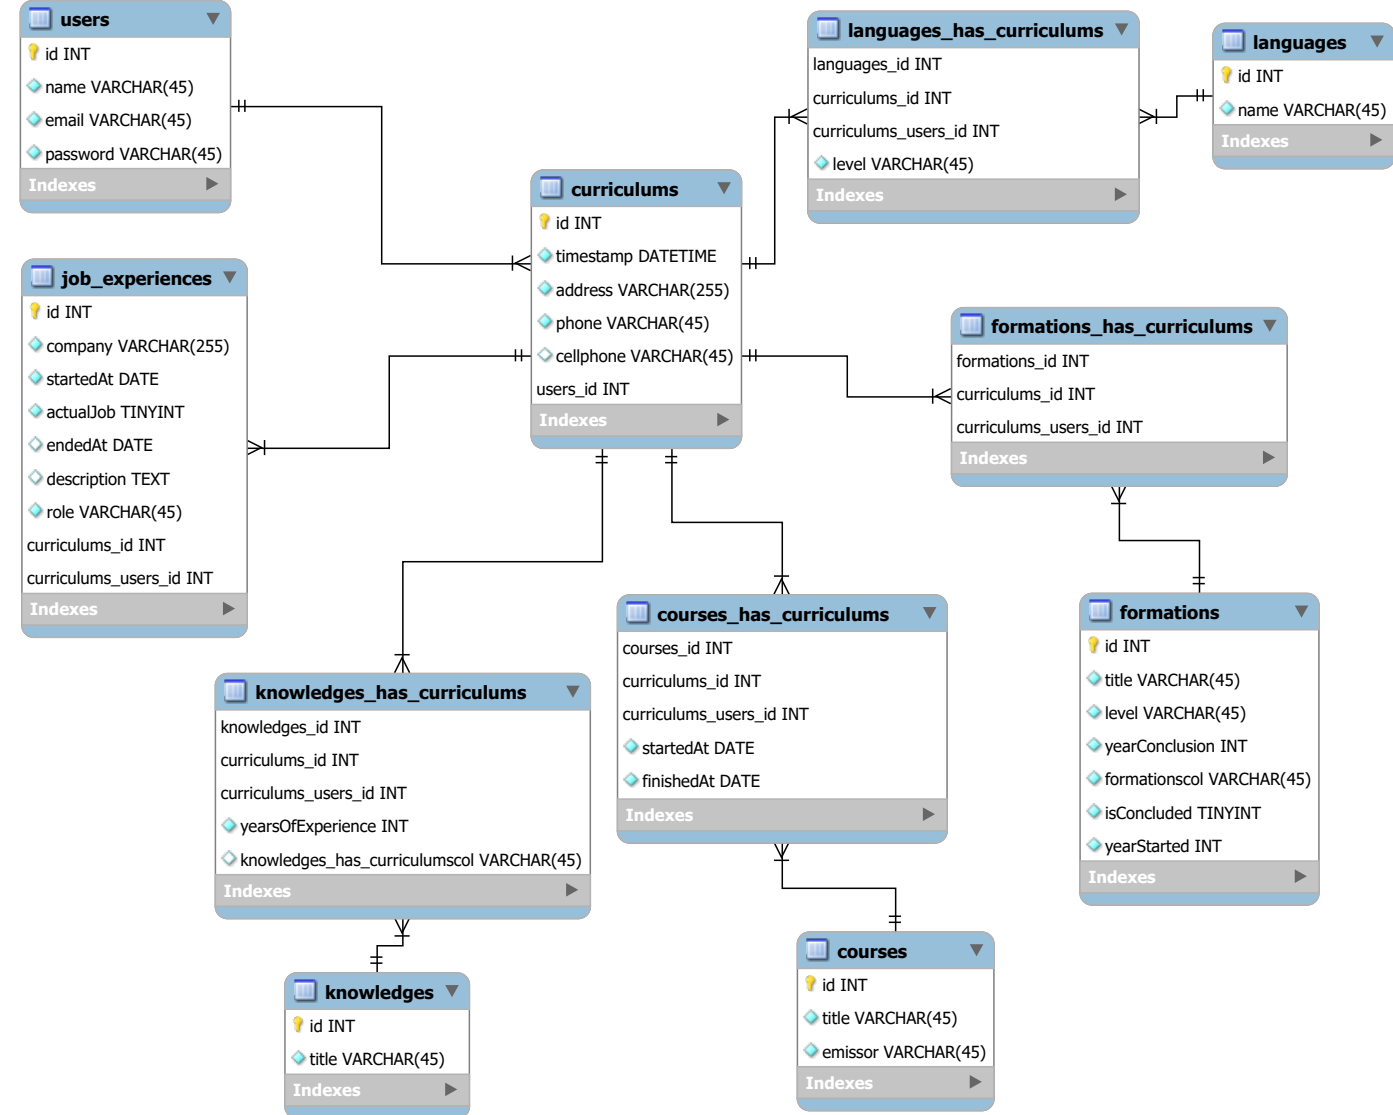 users
id INT
name VARCHAR(45)
email VARCHAR(45)
password VARCHAR(45)
Indexes
languages_has_curriculums
languages_id INT
curriculums_id INT
curriculums_users_id INT
level VARCHAR(45)
Indexes
languages
id INT
name VARCHAR(45)
Indexes
curriculums
id INT
timestamp DATETIME
address VARCHAR(255)
phone VARCHAR(45)
cellphone VARCHAR(45)
users_id INT
Indexes
job_experiences
id INT
company VARCHAR(255)
startedAt DATE
actualJob TINYINT
endedAt DATE
description TEXT
role VARCHAR(45)
curriculums_id INT
curriculums_users_id INT
Indexes
formations_has_curriculums
formations_id INT
curriculums_id INT
curriculums_users_id INT
Indexes
knowledges_has_curriculums
knowledges_id INT
curriculums_id INT
curriculums_users_id INT
yearsOfExperience INT
knowledges_has_curriculumscol VARCHAR(45)
Indexes
courses_has_curriculums
courses_id INT
curriculums_id INT
curriculums_users_id INT
startedAt DATE
finishedAt DATE
Indexes
formations
id INT
title VARCHAR(45)
level VARCHAR(45)
yearConclusion INT
formationscol VARCHAR(45)
isConcluded TINYINT
yearStarted INT
Indexes
knowledges
id INT
title VARCHAR(45)
Indexes
courses
id INT
title VARCHAR(45)
emissor VARCHAR(45)
Indexes